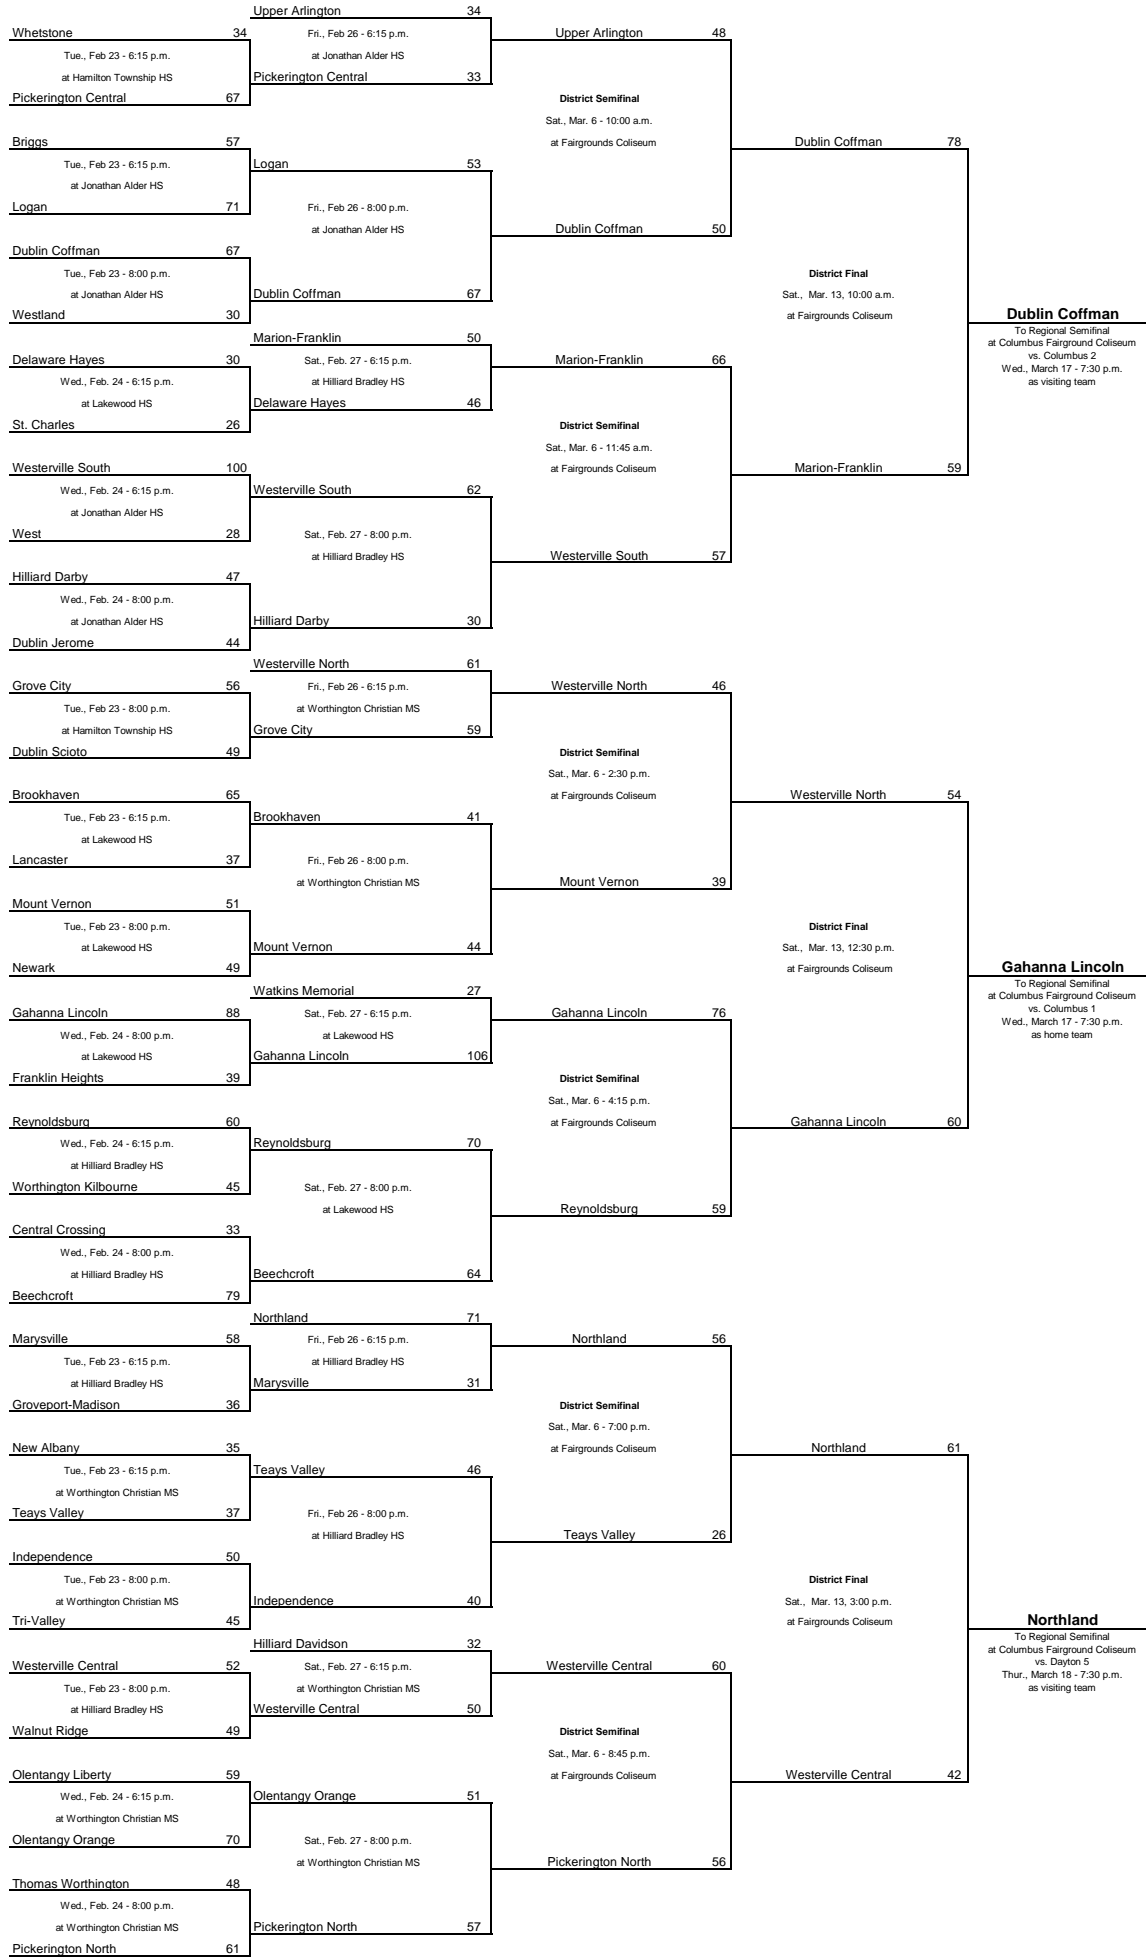 Upper Arlington 34
Whetstone 34 Fri., Feb 26 - 6:15 p.m. Upper Arlington 48
Tue., Feb 23 - 6:15 p.m. at Jonathan Alder HS
at Hamilton Township HS Pickerington Central 33
Pickerington Central 67 District Semifinal
Sat., Mar. 6 - 10:00 a.m.
Briggs 57 at Fairgrounds Coliseum Dublin Coffman 78
Tue., Feb 23 - 6:15 p.m. Logan 53
at Jonathan Alder HS
Logan 71 Fri., Feb 26 - 8:00 p.m.
at Jonathan Alder HS Dublin Coffman 50
Dublin Coffman 67
Tue., Feb 23 - 8:00 p.m. District Final
at Jonathan Alder HS Dublin Coffman 67 Sat., Mar. 13, 10:00 a.m.
Westland 30 at Fairgrounds Coliseum Dublin Coffman
Marion-Franklin 50 To Regional Semifinal
at Columbus Fairground Coliseum
Delaware Hayes 30 Sat., Feb. 27 - 6:15 p.m. Marion-Franklin 66 vs. Columbus 2
Wed., Feb. 24 - 6:15 p.m. at Hilliard Bradley HS Wed., March 17 - 7:30 p.m.
as visiting team
at Lakewood HS Delaware Hayes 46
St. Charles 26 District Semifinal
Sat., Mar. 6 - 11:45 a.m.
Westerville South 100 at Fairgrounds Coliseum Marion-Franklin 59
Wed., Feb. 24 - 6:15 p.m. Westerville South 62
at Jonathan Alder HS
West 28 Sat., Feb. 27 - 8:00 p.m.
at Hilliard Bradley HS Westerville South 57
Hilliard Darby 47
Wed., Feb. 24 - 8:00 p.m.
at Jonathan Alder HS Hilliard Darby 30
Dublin Jerome 44
Westerville North 61
Grove City 56 Fri., Feb 26 - 6:15 p.m. Westerville North 46
Tue., Feb 23 - 8:00 p.m. at Worthington Christian MS
at Hamilton Township HS Grove City 59
Dublin Scioto 49 District Semifinal
Sat., Mar. 6 - 2:30 p.m.
Brookhaven 65 at Fairgrounds Coliseum Westerville North 54
Tue., Feb 23 - 6:15 p.m. Brookhaven 41
at Lakewood HS
Lancaster 37 Fri., Feb 26 - 8:00 p.m.
at Worthington Christian MS Mount Vernon 39
Mount Vernon 51
Tue., Feb 23 - 8:00 p.m. District Final
at Lakewood HS Mount Vernon 44 Sat., Mar. 13, 12:30 p.m.
Newark 49 at Fairgrounds Coliseum Gahanna Lincoln
Watkins Memorial 27 To Regional Semifinal
at Columbus Fairground Coliseum
Gahanna Lincoln 88 Sat., Feb. 27 - 6:15 p.m. Gahanna Lincoln 76 vs. Columbus 1
Wed., Feb. 24 - 8:00 p.m. at Lakewood HS Wed., March 17 - 7:30 p.m.
as home team
at Lakewood HS Gahanna Lincoln 106
Franklin Heights 39 District Semifinal
Sat., Mar. 6 - 4:15 p.m.
Reynoldsburg 60 at Fairgrounds Coliseum Gahanna Lincoln 60
Wed., Feb. 24 - 6:15 p.m. Reynoldsburg 70
at Hilliard Bradley HS
Worthington Kilbourne 45 Sat., Feb. 27 - 8:00 p.m.
at Lakewood HS Reynoldsburg 59
Central Crossing 33
Wed., Feb. 24 - 8:00 p.m.
at Hilliard Bradley HS Beechcroft 64
Beechcroft 79
Northland 71
Marysville 58 Fri., Feb 26 - 6:15 p.m. Northland 56
Tue., Feb 23 - 6:15 p.m. at Hilliard Bradley HS
at Hilliard Bradley HS Marysville 31
Groveport-Madison 36 District Semifinal
Sat., Mar. 6 - 7:00 p.m.
New Albany 35 at Fairgrounds Coliseum Northland 61
Tue., Feb 23 - 6:15 p.m. Teays Valley 46
at Worthington Christian MS
Teays Valley 37 Fri., Feb 26 - 8:00 p.m.
at Hilliard Bradley HS Teays Valley 26
Independence 50
Tue., Feb 23 - 8:00 p.m. District Final
at Worthington Christian MS Independence 40 Sat., Mar. 13, 3:00 p.m.
Tri-Valley 45 at Fairgrounds Coliseum Northland
Hilliard Davidson 32 To Regional Semifinal
at Columbus Fairground Coliseum
Westerville Central 52 Sat., Feb. 27 - 6:15 p.m. Westerville Central 60 vs. Dayton 5
Tue., Feb 23 - 8:00 p.m. at Worthington Christian MS Thur., March 18 - 7:30 p.m.
as visiting team
at Hilliard Bradley HS Westerville Central 50
Walnut Ridge 49 District Semifinal
Sat., Mar. 6 - 8:45 p.m.
Olentangy Liberty 59 at Fairgrounds Coliseum Westerville Central 42
Wed., Feb. 24 - 6:15 p.m. Olentangy Orange 51
at Worthington Christian MS
Olentangy Orange 70 Sat., Feb. 27 - 8:00 p.m.
at Worthington Christian MS Pickerington North 56
Thomas Worthington 48
Wed., Feb. 24 - 8:00 p.m.
at Worthington Christian MS Pickerington North 57
Pickerington North 61